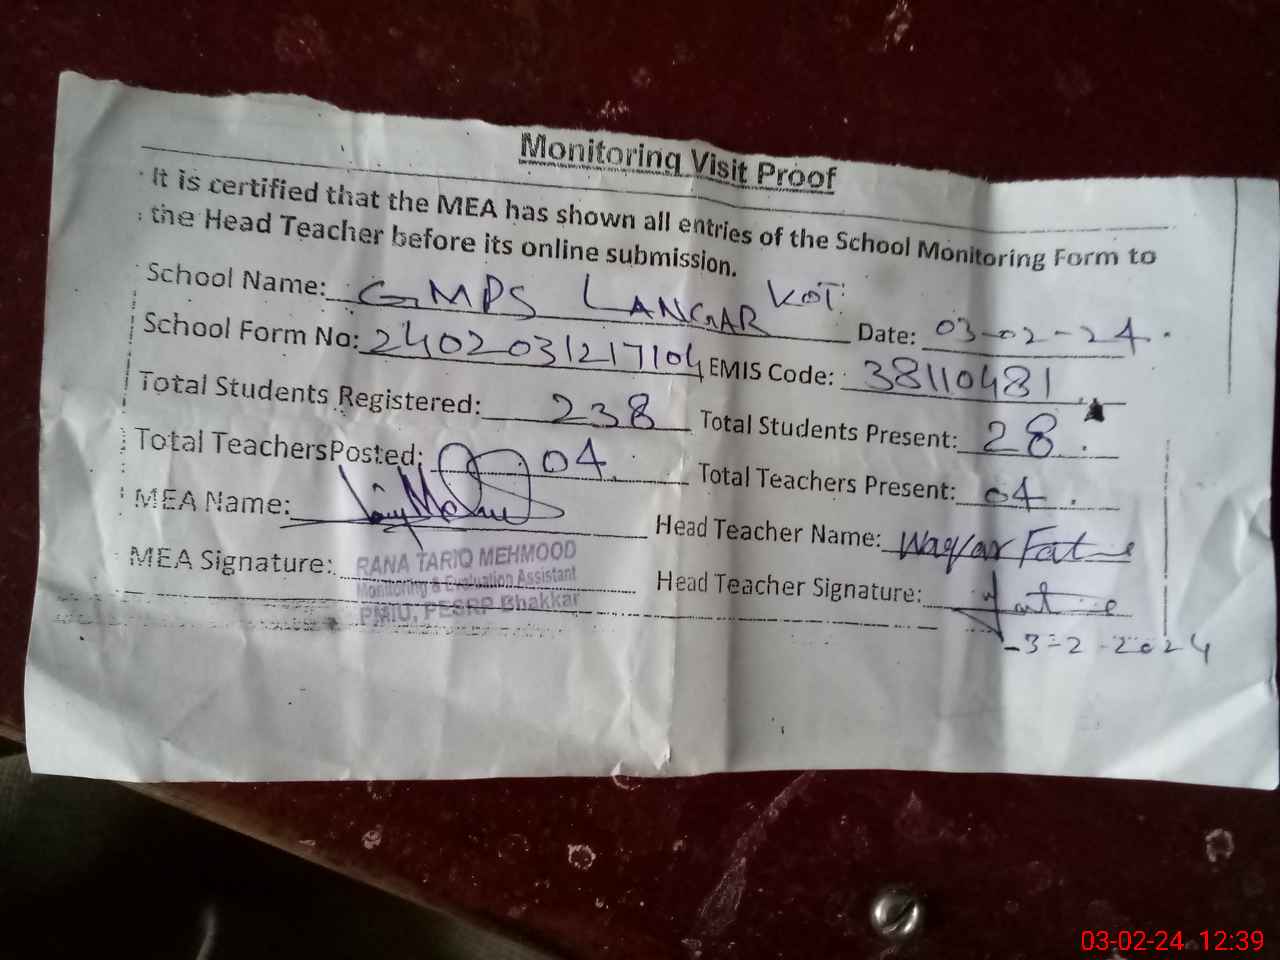 Monitoring Visit Proof
It is certified that the MEA has shown all entries of the School Monitoring Form to
the Head Teacher before its online submission.
School Name: GMPS LANGAR KOT. Date: 03-02-24.
School Form No: 2402031217104 EMIS Code: 38110481
Total Students Registered: 238 Total Students Present: 28.
Total TeachersPosted: 04 Total Teachers Present: 04.
MEA Name: Head Teacher Name: Waqar
MEA Signature: RANA TARIQ MEHMOOD Head Teacher Signature:
Monitoring & Evaluation Assistant
PMIU, PESRP Bhakkar
-3-2-2024
03-02-24 12:39